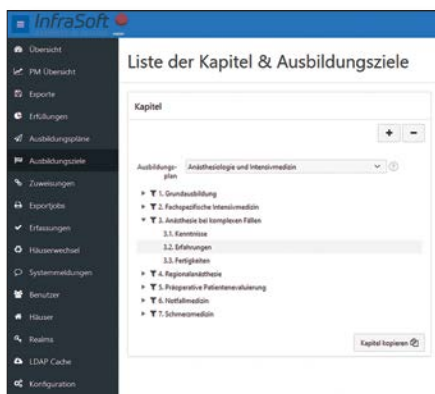 InfraSoft
Übersicht
PM Übersicht
Exporte
Erfüllungen
Ausbildungspläne
Ausbildungsziele
Zuweisungen
Exportjobs
Erfassungen
Häuserwechsel
Systemmeldungen
Benutzer
Häuser
Realms
LDAP Cache
Konfiguration
Liste der Kapitel & Ausbildungsziele
Kapitel
+ −
Ausbildungs-
plan
Anästhesiologie und Intensivmedizin
1. Grundausbildung
2. Fachspezifische Intensivmedizin
3. Anästhesie bei komplexen Fällen
3.1. Kenntnisse
3.2. Erfahrungen
3.3. Fertigkeiten
4. Regionalanästhesie
5. Präoperative Patientenevaluierung
6. Notfallmedizin
7. Schmerzmedizin
Kapitel kopieren